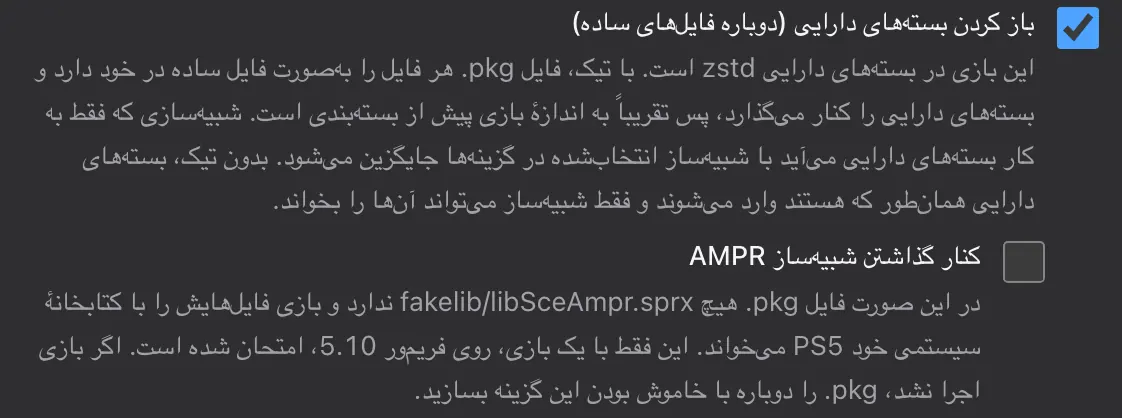 باز کردن بسته‌های دارایی (دوباره فایل‌های ساده)
این بازی در بسته‌های دارایی zstd است. با تیک، فایل pkg. هر فایل را به‌صورت فایل ساده در خود دارد و
بسته‌های دارایی را کنار می‌گذارد، پس تقریباً به اندازهٔ بازی پیش از بسته‌بندی است. شبیه‌سازی که فقط به
کار بسته‌های دارایی می‌آید با شبیه‌ساز انتخاب‌شده در گزینه‌ها جایگزین می‌شود. بدون تیک، بسته‌های
دارایی همان‌طور که هستند وارد می‌شوند و فقط شبیه‌ساز می‌تواند آن‌ها را بخواند.
کنار گذاشتن شبیه‌ساز AMPR
در این صورت فایل pkg. هیچ fakelib/libSceAmpr.sprx ندارد و بازی فایل‌هایش را با کتابخانهٔ
سیستمی خود PS5 می‌خواند. این فقط با یک بازی، روی فریم‌ور 5.10، امتحان شده است. اگر بازی
اجرا نشد، pkg. را دوباره با خاموش بودن این گزینه بسازید.